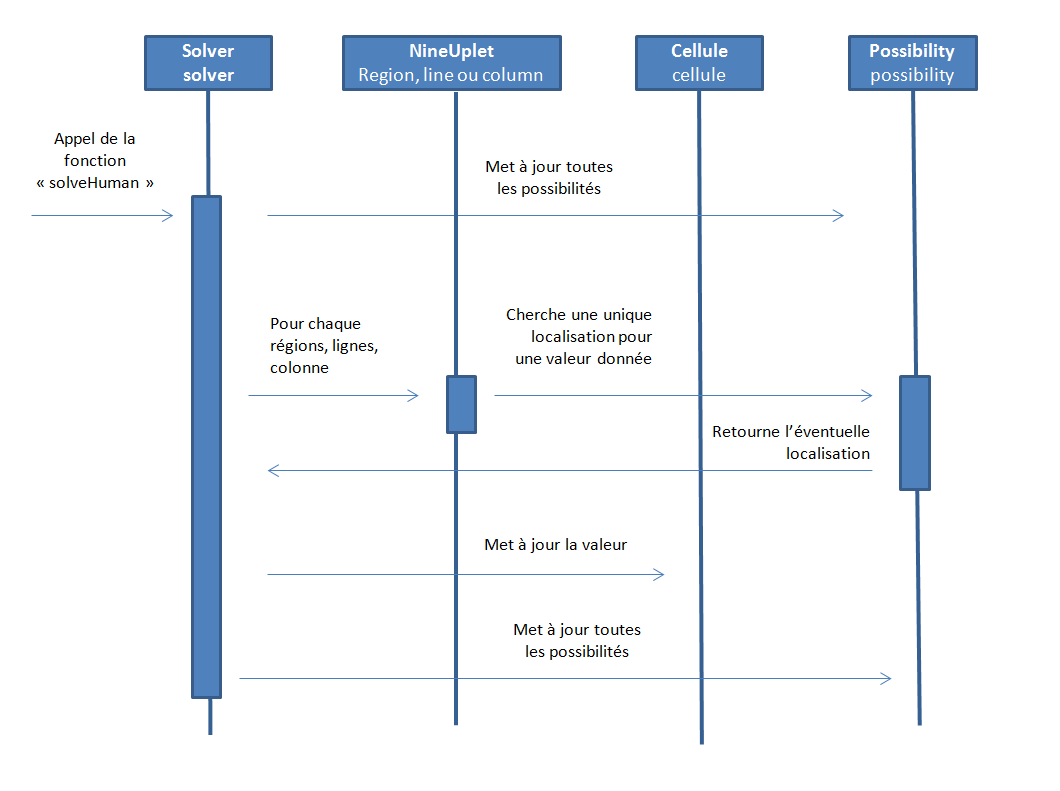 Solver
solver
NineUplet
Region, line ou column
Cellule
cellule
Possibility
possibility
Appel de la
fonction
« solveHuman »
Met à jour toutes
les possibilités
Pour chaque
régions, lignes,
colonne
Cherche une unique
localisation pour
une valeur donnée
Retourne l’éventuelle
localisation
Met à jour la valeur
Met à jour toutes
les possibilités